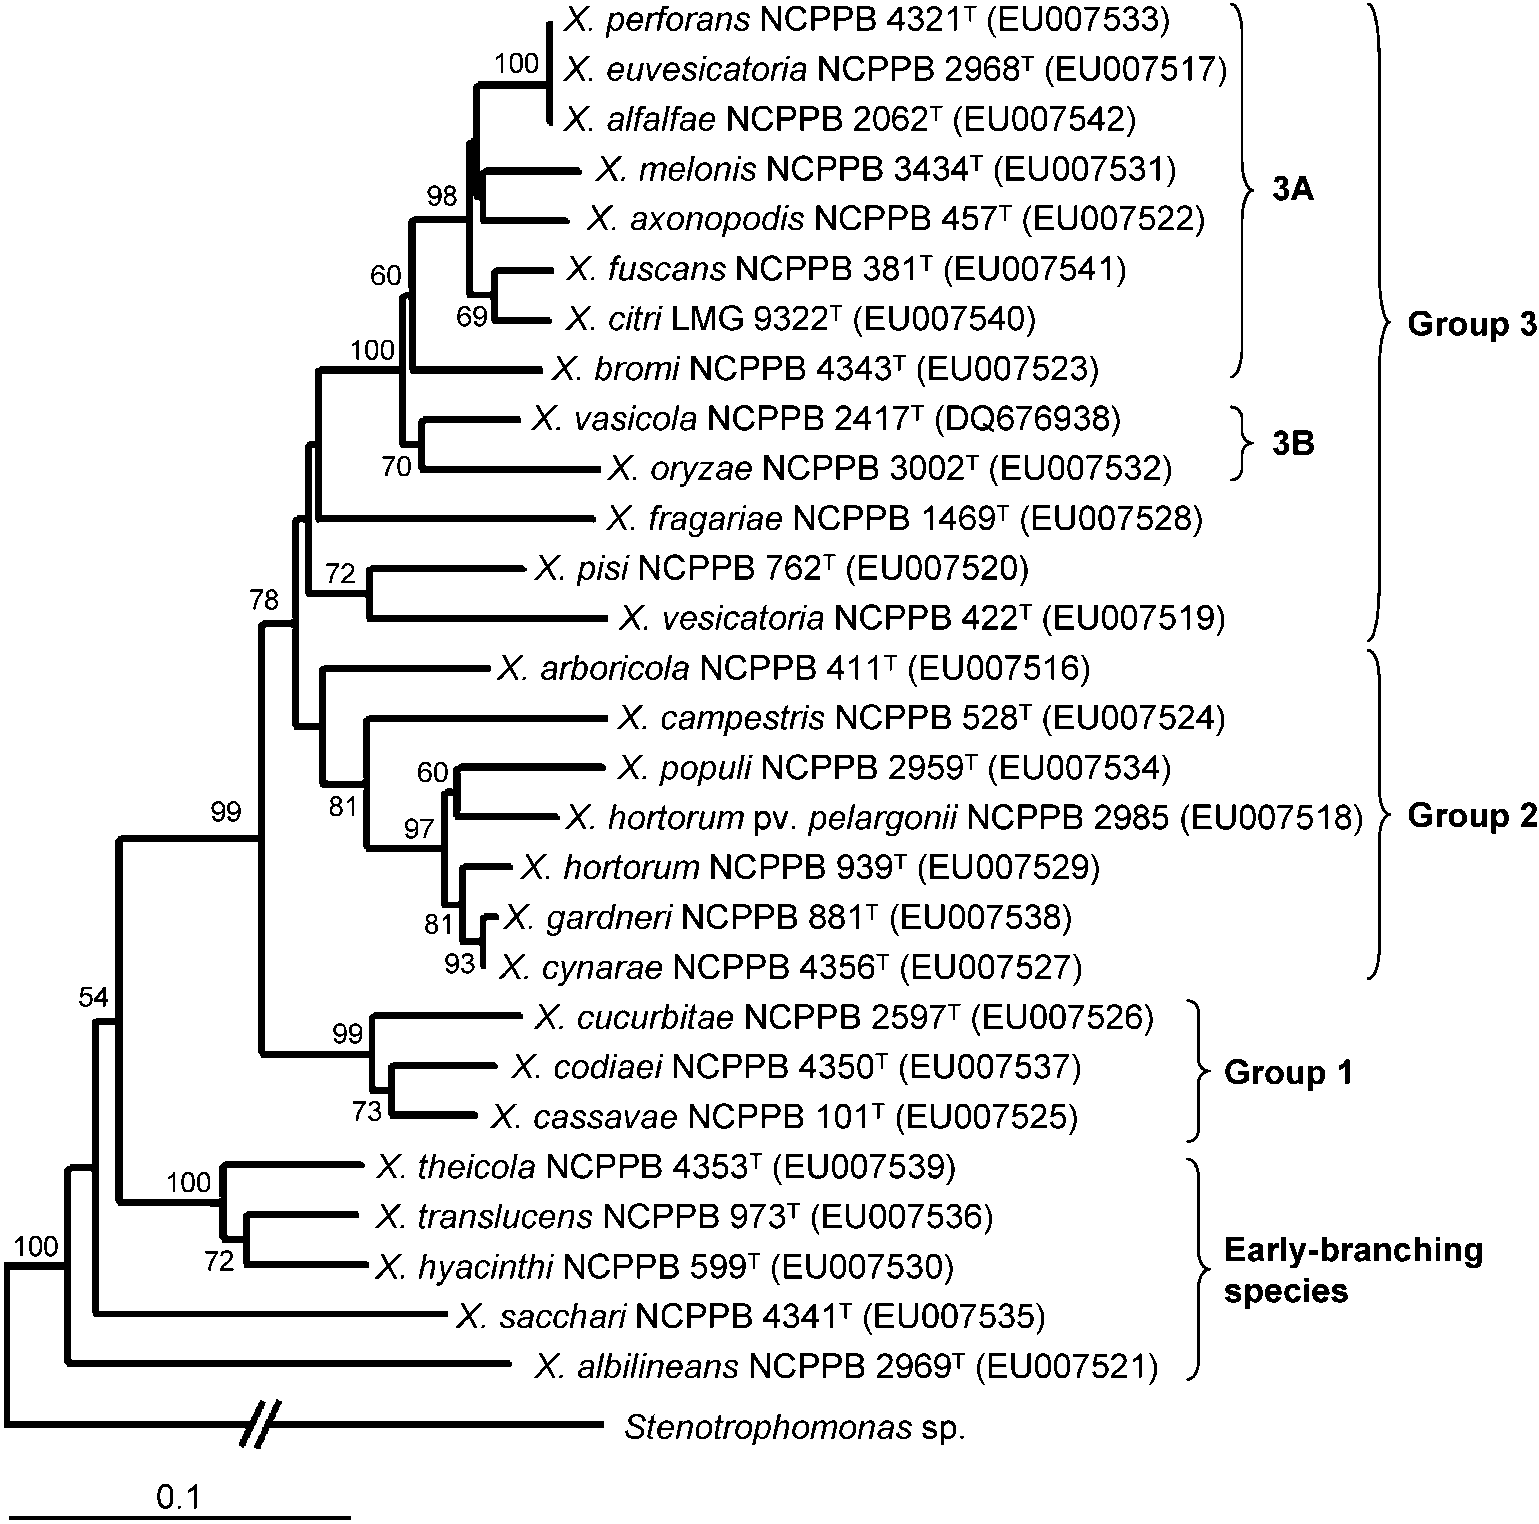 X. perforans NCPPB 4321ᵀ (EU007533)
100
X. euvesicatoria NCPPB 2968ᵀ (EU007517)
X. alfalfae NCPPB 2062ᵀ (EU007542)
X. melonis NCPPB 3434ᵀ (EU007531)
98
3A
X. axonopodis NCPPB 457ᵀ (EU007522)
60
X. fuscans NCPPB 381ᵀ (EU007541)
69
X. citri LMG 9322ᵀ (EU007540)
Group 3
100
X. bromi NCPPB 4343ᵀ (EU007523)
X. vasicola NCPPB 2417ᵀ (DQ676938)
3B
70
X. oryzae NCPPB 3002ᵀ (EU007532)
X. fragariae NCPPB 1469ᵀ (EU007528)
72
X. pisi NCPPB 762ᵀ (EU007520)
78
X. vesicatoria NCPPB 422ᵀ (EU007519)
X. arboricola NCPPB 411ᵀ (EU007516)
X. campestris NCPPB 528ᵀ (EU007524)
60
X. populi NCPPB 2959ᵀ (EU007534)
81
99
97
X. hortorum pv. pelargonii NCPPB 2985 (EU007518)
Group 2
X. hortorum NCPPB 939ᵀ (EU007529)
81
X. gardneri NCPPB 881ᵀ (EU007538)
93
X. cynarae NCPPB 4356ᵀ (EU007527)
54
X. cucurbitae NCPPB 2597ᵀ (EU007526)
99
X. codiaei NCPPB 4350ᵀ (EU007537)
Group 1
73
X. cassavae NCPPB 101ᵀ (EU007525)
X. theicola NCPPB 4353ᵀ (EU007539)
100
X. translucens NCPPB 973ᵀ (EU007536)
100
72
X. hyacinthi NCPPB 599ᵀ (EU007530)
Early-branching
species
X. sacchari NCPPB 4341ᵀ (EU007535)
X. albilineans NCPPB 2969ᵀ (EU007521)
Stenotrophomonas sp.
0.1